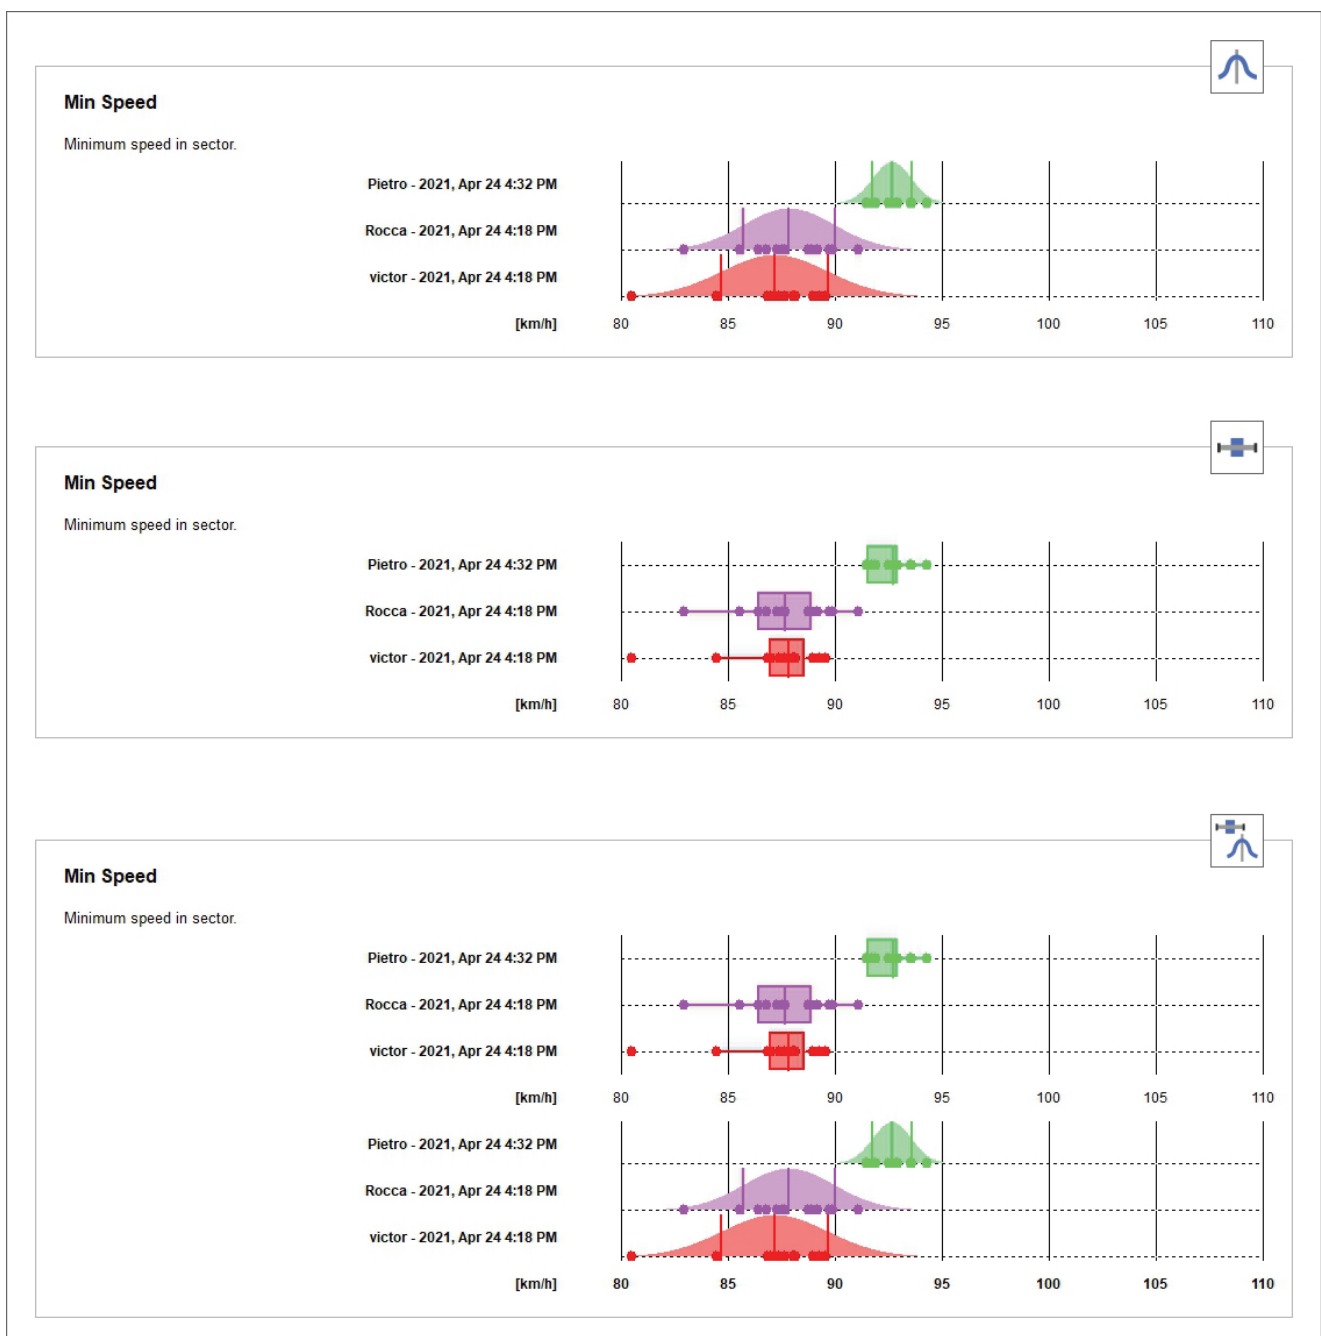 Min Speed
Minimum speed in sector.
Pietro - 2021, Apr 24 4:32 PM
Rocca - 2021, Apr 24 4:18 PM
victor - 2021, Apr 24 4:18 PM
[km/h] 80 85 90 95 100 105 110
Min Speed
Minimum speed in sector.
Pietro - 2021, Apr 24 4:32 PM
Rocca - 2021, Apr 24 4:18 PM
victor - 2021, Apr 24 4:18 PM
[km/h] 80 85 90 95 100 105 110
Min Speed
Minimum speed in sector.
Pietro - 2021, Apr 24 4:32 PM
Rocca - 2021, Apr 24 4:18 PM
victor - 2021, Apr 24 4:18 PM
[km/h] 80 85 90 95 100 105 110
Pietro - 2021, Apr 24 4:32 PM
Rocca - 2021, Apr 24 4:18 PM
victor - 2021, Apr 24 4:18 PM
[km/h] 80 85 90 95 100 105 110